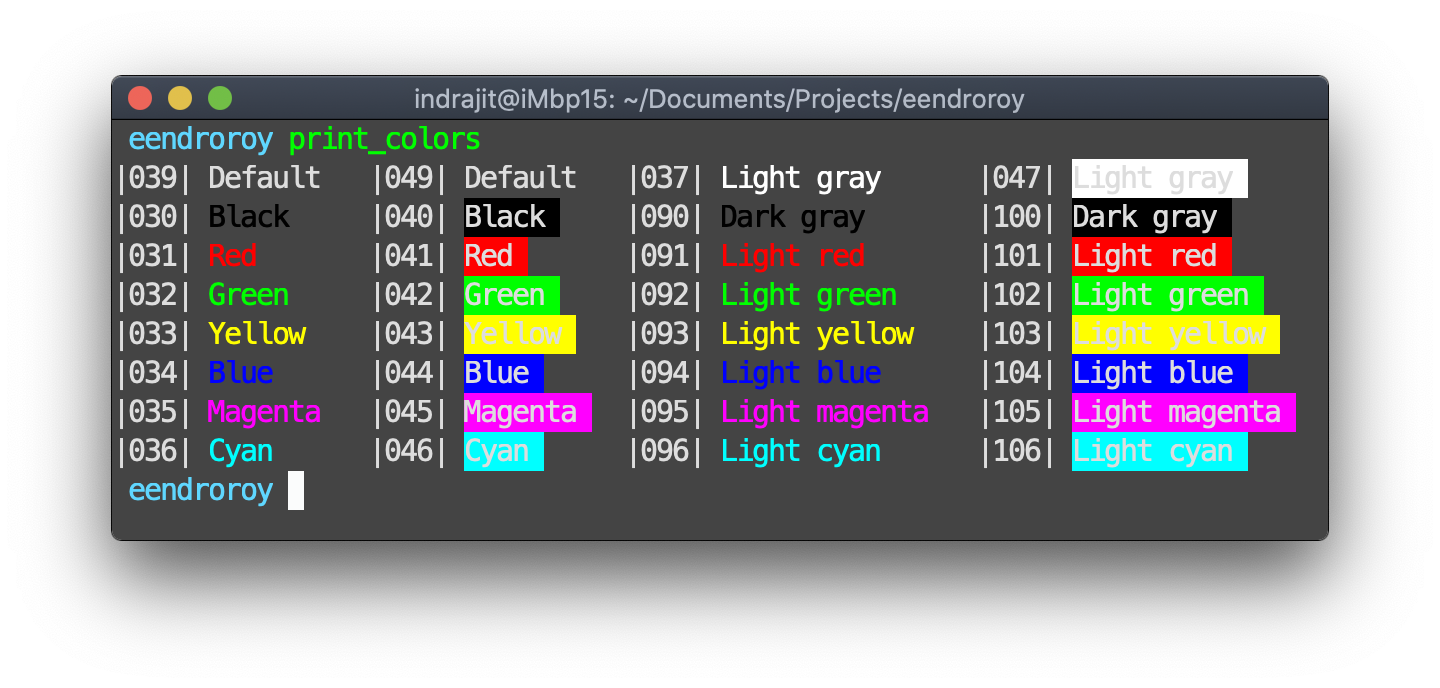 indrajit@iMbp15: ~/Documents/Projects/eendroroy
eendroroy print_colors
|039| Default |049| Default |037| Light gray |047| Light gray
|030| Black |040| Black |090| Dark gray |100| Dark gray
|031| Red |041| Red |091| Light red |101| Light red
|032| Green |042| Green |092| Light green |102| Light green
|033| Yellow |043| Yellow |093| Light yellow |103| Light yellow
|034| Blue |044| Blue |094| Light blue |104| Light blue
|035| Magenta |045| Magenta |095| Light magenta |105| Light magenta
|036| Cyan |046| Cyan |096| Light cyan |106| Light cyan
eendroroy